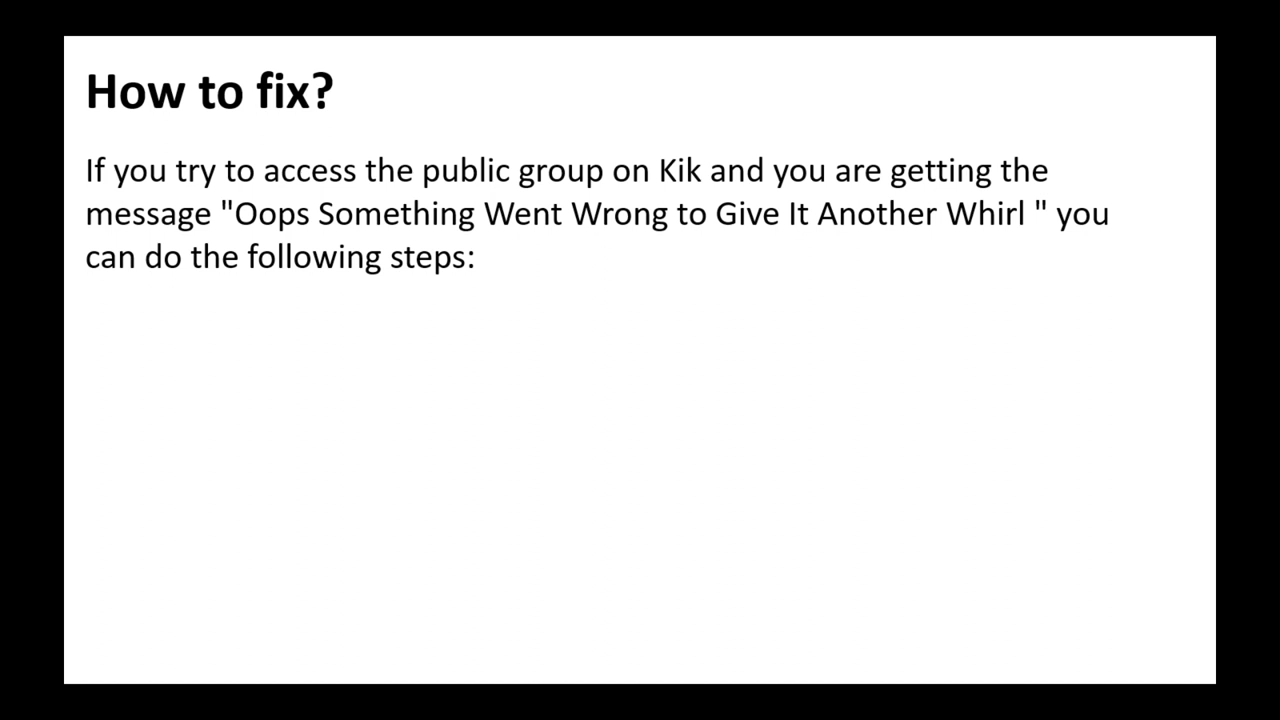 How to fix?
If you try to access the public group on Kik and you are getting the
message "Oops Something Went Wrong to Give It Another Whirl " you
can do the following steps: